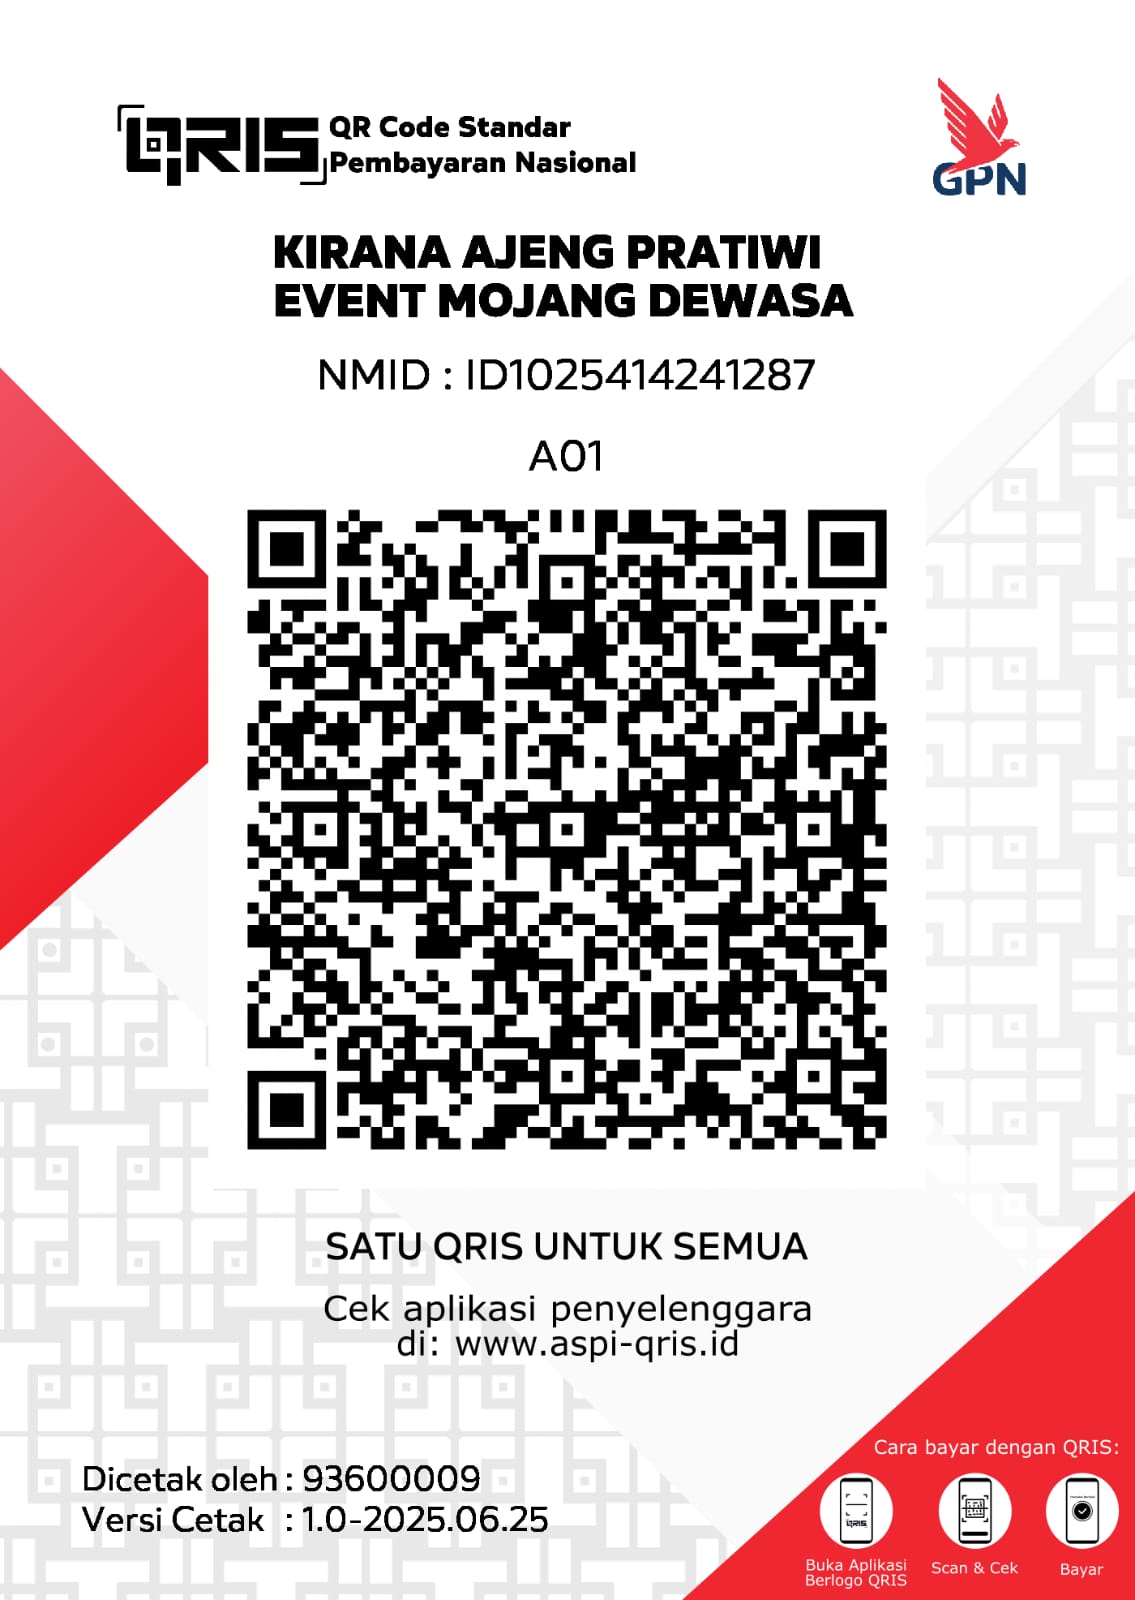 QRIS
QR Code Standar
Pembayaran Nasional
GPN
KIRANA AJENG PRATIWI
EVENT MOJANG DEWASA
NMID : ID1025414241287
A01
SATU QRIS UNTUK SEMUA
Cek aplikasi penyelenggara
di: www.aspi-qris.id
Dicetak oleh : 93600009
Versi Cetak : 1.0-2025.06.25
Cara bayar dengan QRIS:
QRIS
Buka Aplikasi
Berlogo QRIS
Scan & Cek
Bayar